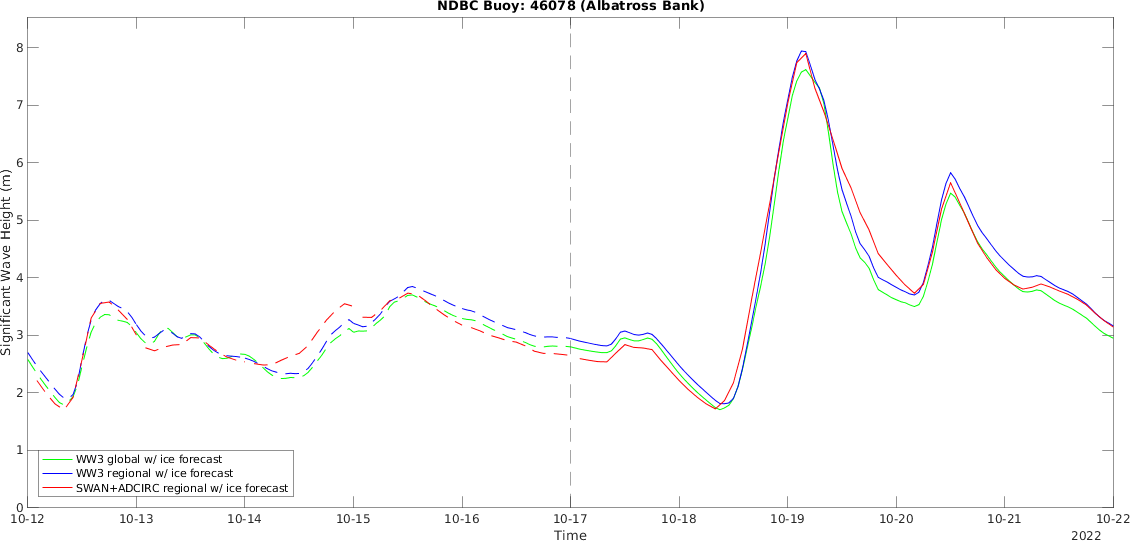 NDBC Buoy: 46078 (Albatross Bank)
Significant Wave Height (m)
8
7
6
5
4
3
2
1
0
WW3 global w/ ice forecast
WW3 regional w/ ice forecast
SWAN+ADCIRC regional w/ ice forecast
10-12 10-13 10-14 10-15 10-16 10-17 10-18 10-19 10-20 10-21 10-22
Time
2022